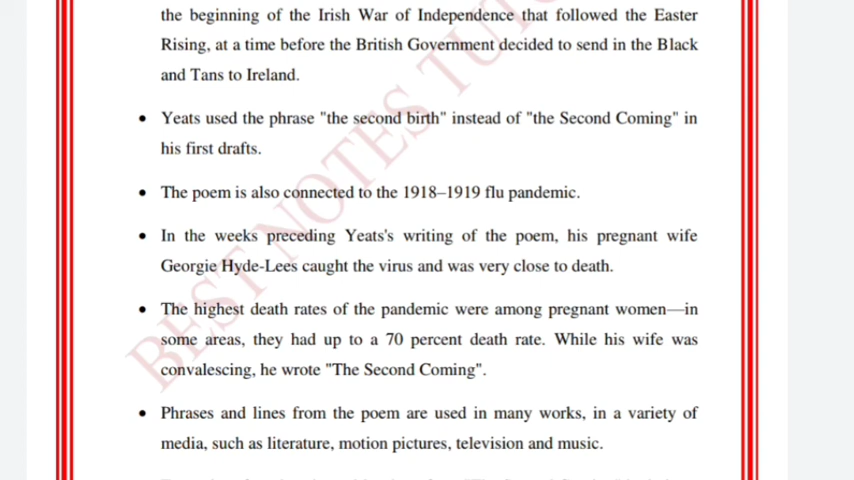 the beginning of the Irish War of Independence that followed the Easter
Rising, at a time before the British Government decided to send in the Black
and Tans to Ireland.
• Yeats used the phrase "the second birth" instead of "the Second Coming" in
his first drafts.
• The poem is also connected to the 1918–1919 flu pandemic.
• In the weeks preceding Yeats's writing of the poem, his pregnant wife
Georgie Hyde-Lees caught the virus and was very close to death.
• The highest death rates of the pandemic were among pregnant women—in
some areas, they had up to a 70 percent death rate. While his wife was
convalescing, he wrote "The Second Coming".
• Phrases and lines from the poem are used in many works, in a variety of
media, such as literature, motion pictures, television and music.
BEST NOTES